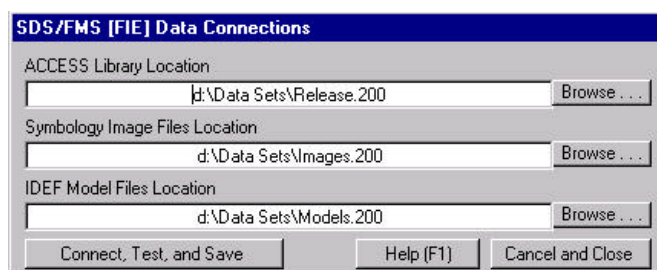 SDS/FMS [FIE] Data Connections
ACCESS Library Location
d:\Data Sets\Release.200 Browse . . .
Symbology Image Files Location
d:\Data Sets\Images.200 Browse . . .
IDEF Model Files Location
d:\Data Sets\Models.200 Browse . . .
Connect, Test, and Save Help (F1) Cancel and Close